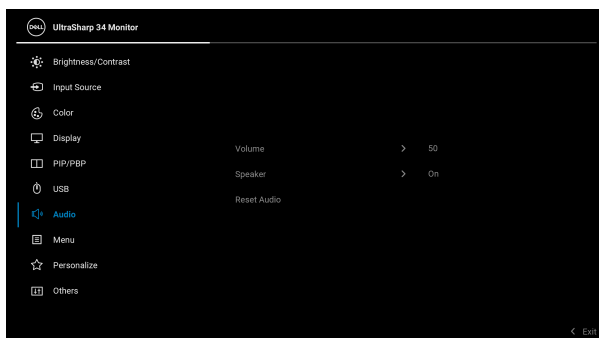 DELL UltraSharp 34 Monitor
Brightness/Contrast
Input Source
Color
Display
PIP/PBP
USB
Audio
Menu
Personalize
Others
Volume > 50
Speaker > On
Reset Audio
< Exit